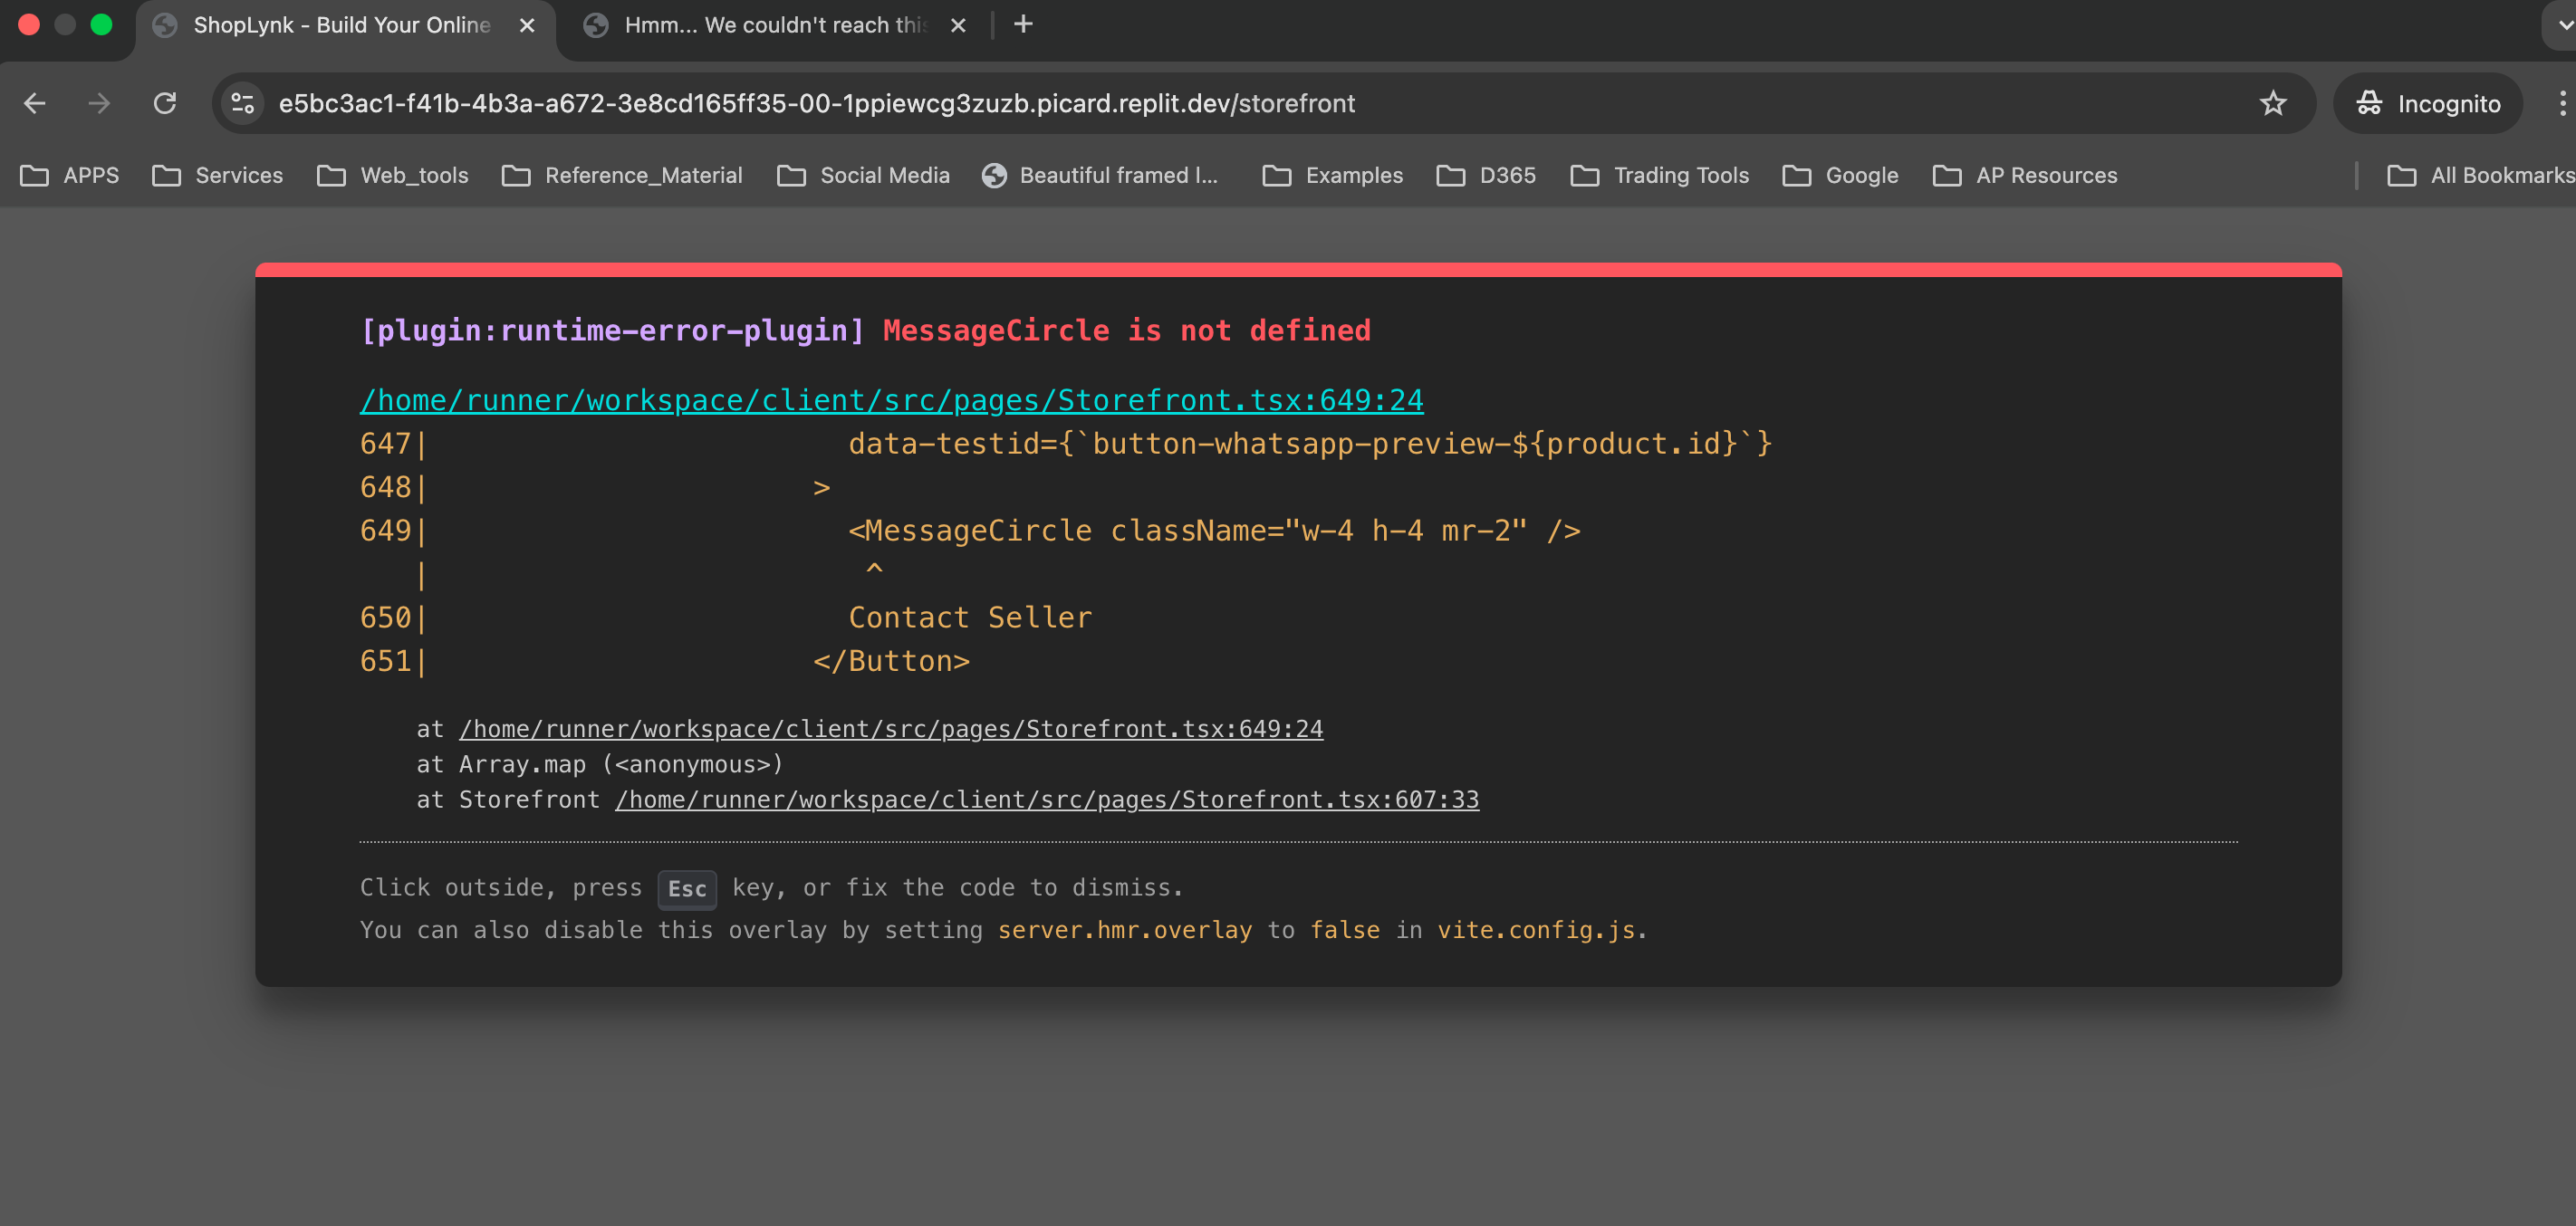 ShopLynk - Build Your Online
Hmm... We couldn't reach this
e5bc3ac1-f41b-4b3a-a672-3e8cd165ff35-00-1ppiewcg3zuzb.picard.replit.dev/storefront
Incognito
APPS
Services
Web_tools
Reference_Material
Social Media
Beautiful framed l...
Examples
D365
Trading Tools
Google
AP Resources
All Bookmarks
[plugin:runtime-error-plugin] MessageCircle is not defined
/home/runner/workspace/client/src/pages/Storefront.tsx:649:24
647|                        data-testid={`button-whatsapp-preview-${product.id}`}
648|                      >
649|                        <MessageCircle className="w-4 h-4 mr-2" />
   |                         ^
650|                        Contact Seller
651|                      </Button>
at /home/runner/workspace/client/src/pages/Storefront.tsx:649:24
at Array.map (<anonymous>)
at Storefront /home/runner/workspace/client/src/pages/Storefront.tsx:607:33
Click outside, press Esc key, or fix the code to dismiss.
You can also disable this overlay by setting server.hmr.overlay to false in vite.config.js.